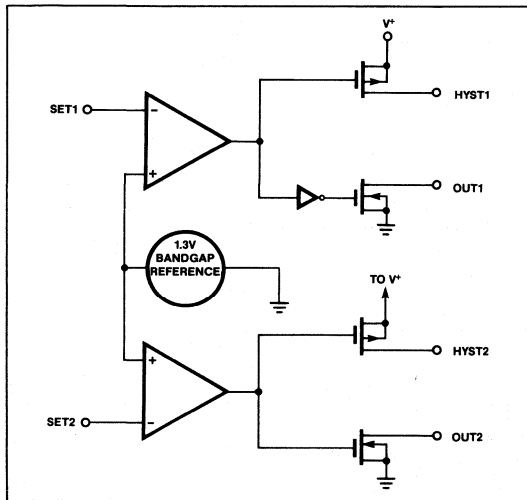 V+
HYST1
SET1
−
+
OUT1
1.3V
BANDGAP
REFERENCE
TO V+
+
HYST2
SET2
−
OUT2